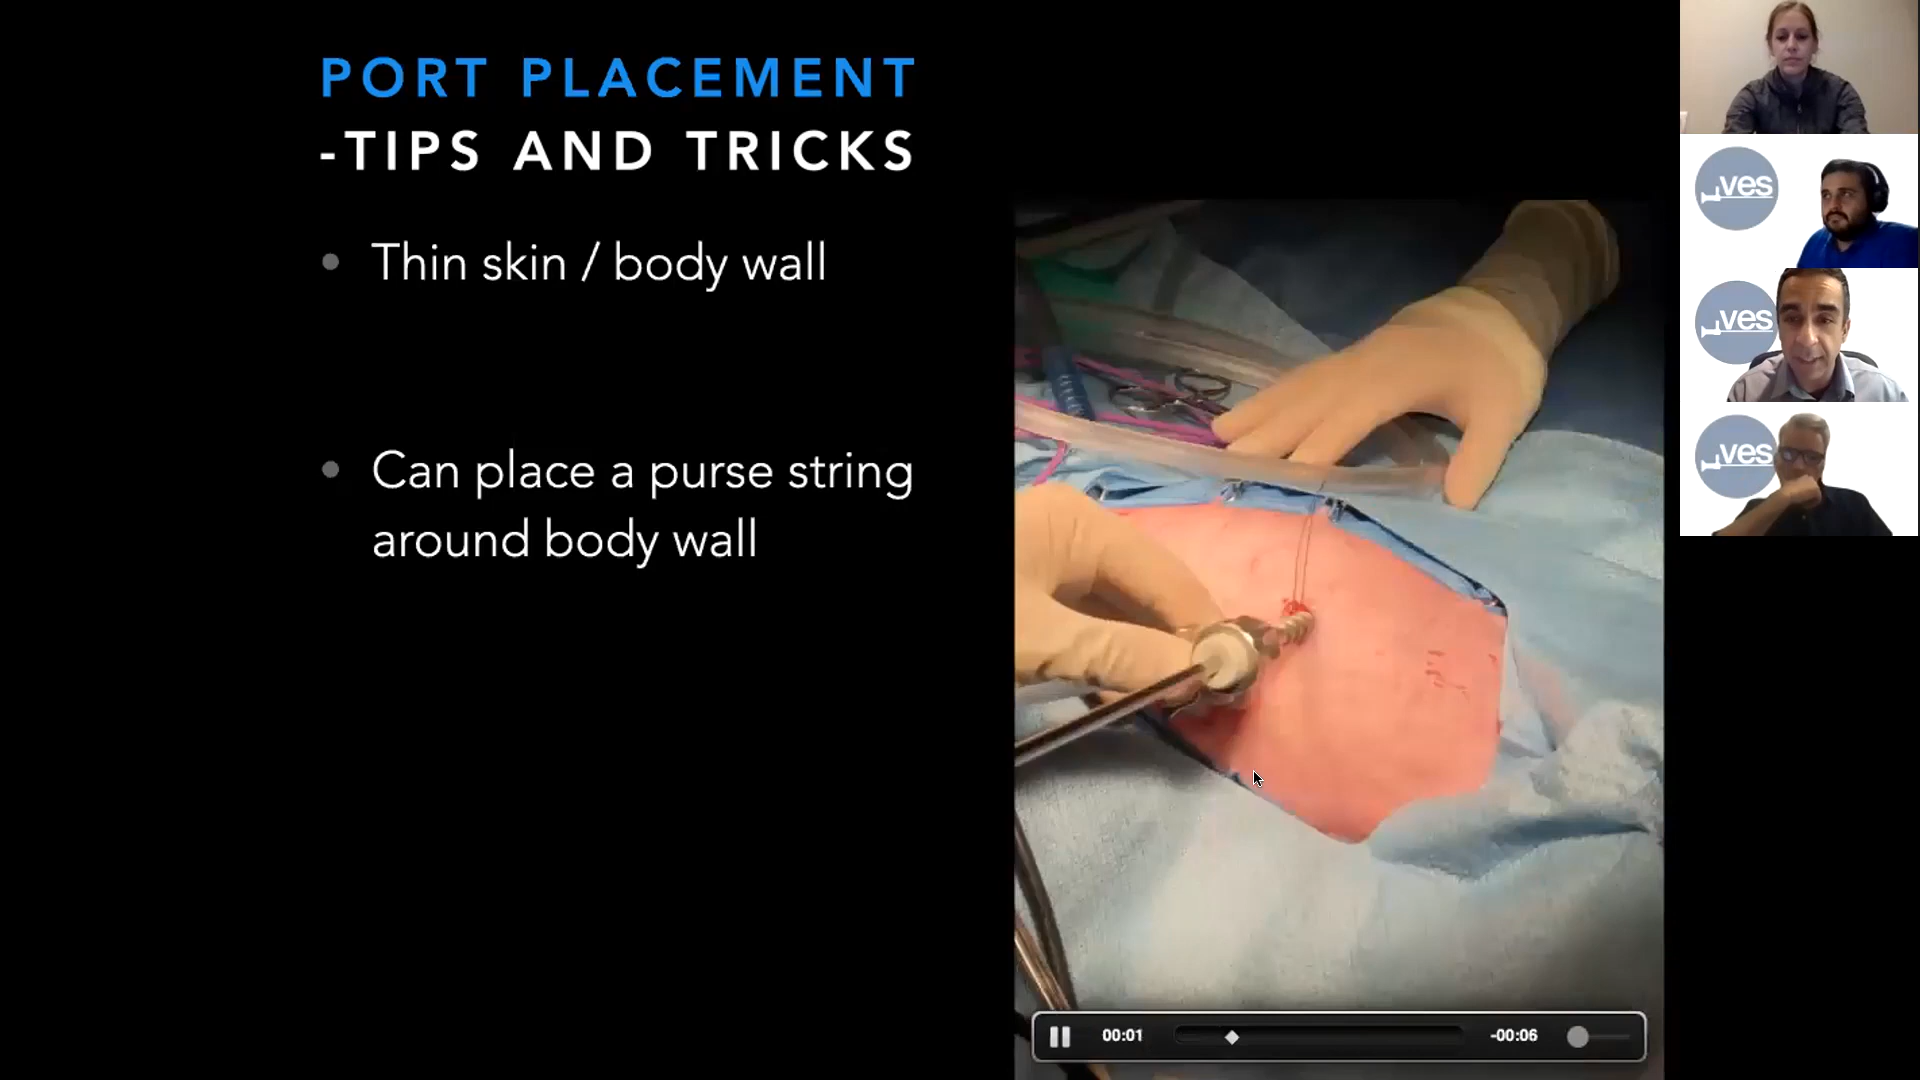 PORT PLACEMENT
-TIPS AND TRICKS
• Thin skin / body wall
• Can place a purse string
around body wall
00:01
-00:06
ves
ves
ves